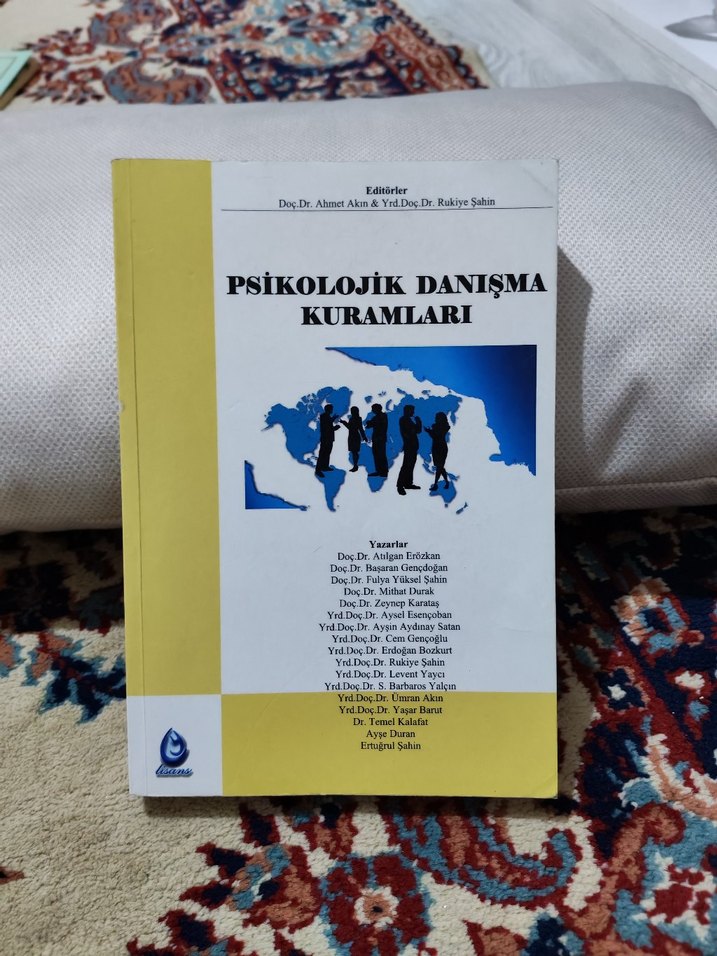 Editörler
Doç.Dr. Ahmet Akın & Yrd.Doç.Dr. Rukiye Şahin
PSİKOLOJİK DANIŞMA
KURAMLARI
Yazarlar
Doç.Dr. Atılgan Erözkan
Doç.Dr. Başaran Gençdoğan
Doç.Dr. Fulya Yüksel Şahin
Doç.Dr. Mithat Durak
Doç.Dr. Zeynep Karataş
Yrd.Doç.Dr. Aysel Esençoban
Yrd.Doç.Dr. Ayşin Aydınay Satan
Yrd.Doç.Dr. Cem Gençoğlu
Yrd.Doç.Dr. Erdoğan Bozkurt
Yrd.Doç.Dr. Rukiye Şahin
Yrd.Doç.Dr. Levent Yaycı
Yrd.Doç.Dr. S. Barbaros Yalçın
Yrd.Doç.Dr. Ümran Akın
Yrd.Doç.Dr. Yaşar Barut
Dr. Temel Kalafat
Ayşe Duran
Ertuğrul Şahin
lisans